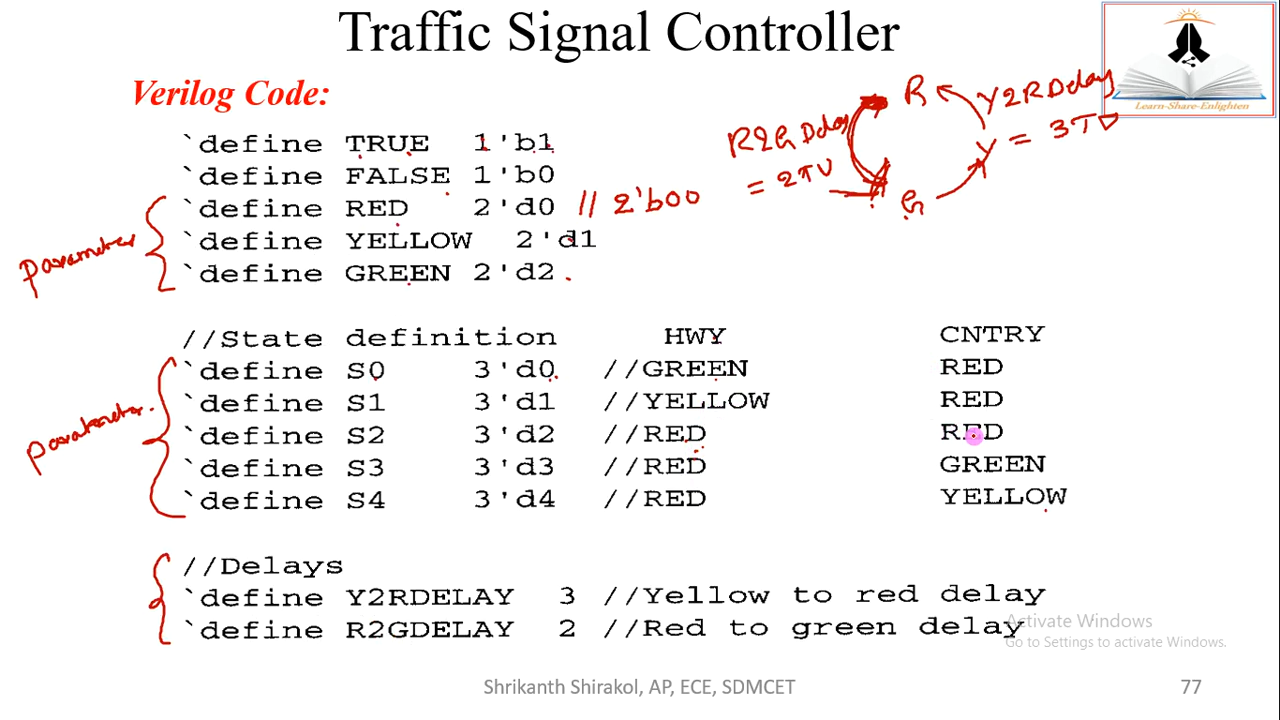 Traffic Signal Controller
Learn-Share-Enlighten
Verilog Code:
R
Y2RDelay
Y = 3TU
R2G Delay
= 2TU
G
`define TRUE 1'b1
`define FALSE 1'b0
`define RED 2'd0 // 2'b00
`define YELLOW 2'd1
`define GREEN 2'd2
parameter
//State definition HWY CNTRY
`define S0 3'd0 //GREEN RED
`define S1 3'd1 //YELLOW RED
`define S2 3'd2 //RED RED
`define S3 3'd3 //RED GREEN
`define S4 3'd4 //RED YELLOW
parameter.
//Delays
`define Y2RDELAY 3 //Yellow to red delay
`define R2GDELAY 2 //Red to green delay
Activate Windows
Go to Settings to activate Windows.
Shrikanth Shirakol, AP, ECE, SDMCET
77